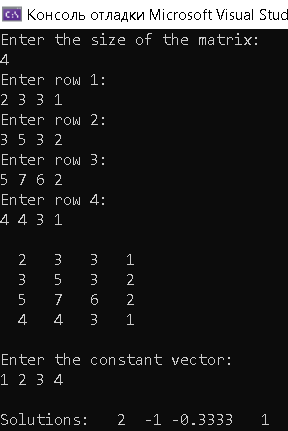 Консоль отладки Microsoft Visual Stud
Enter the size of the matrix:
4
Enter row 1:
2 3 3 1
Enter row 2:
3 5 3 2
Enter row 3:
5 7 6 2
Enter row 4:
4 4 3 1
2 3 3 1
3 5 3 2
5 7 6 2
4 4 3 1
Enter the constant vector:
1 2 3 4
Solutions: 2 -1 -0.3333 1